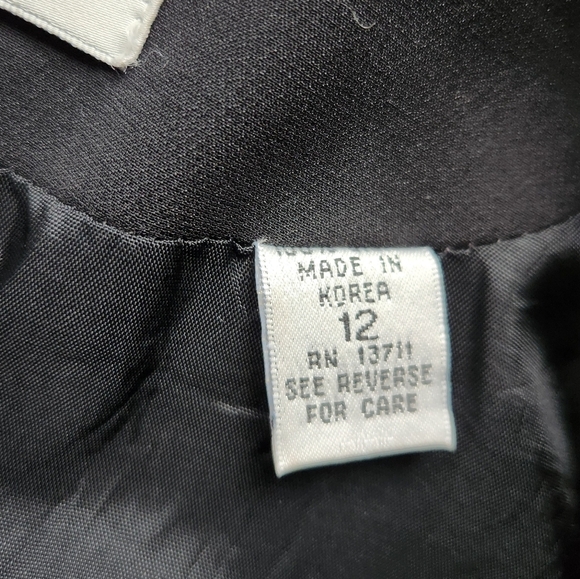 MADE IN
KOREA
12
RN 13711
SEE REVERSE
FOR CARE